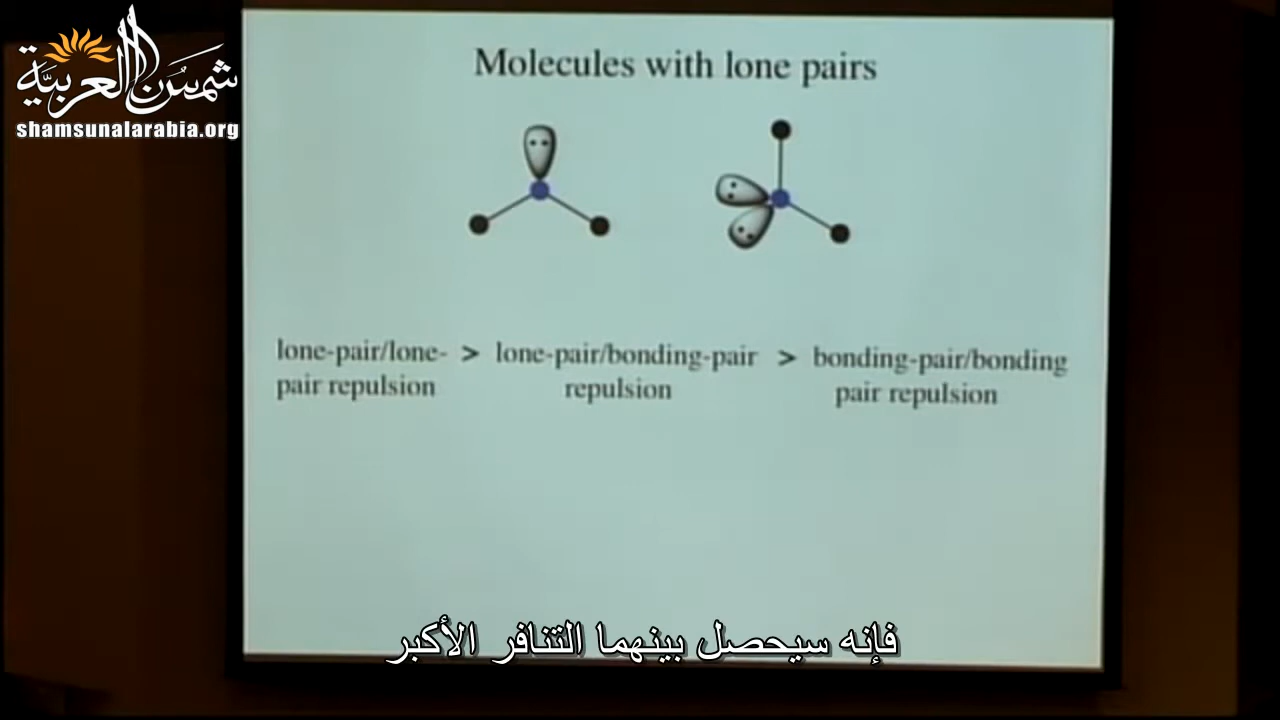 شمس العربية
shamsunalarabia.org
Molecules with lone pairs
lone-pair/lone- > lone-pair/bonding-pair > bonding-pair/bonding
pair repulsion repulsion pair repulsion
فإنه سيحصل بينهما التنافر الأكبر